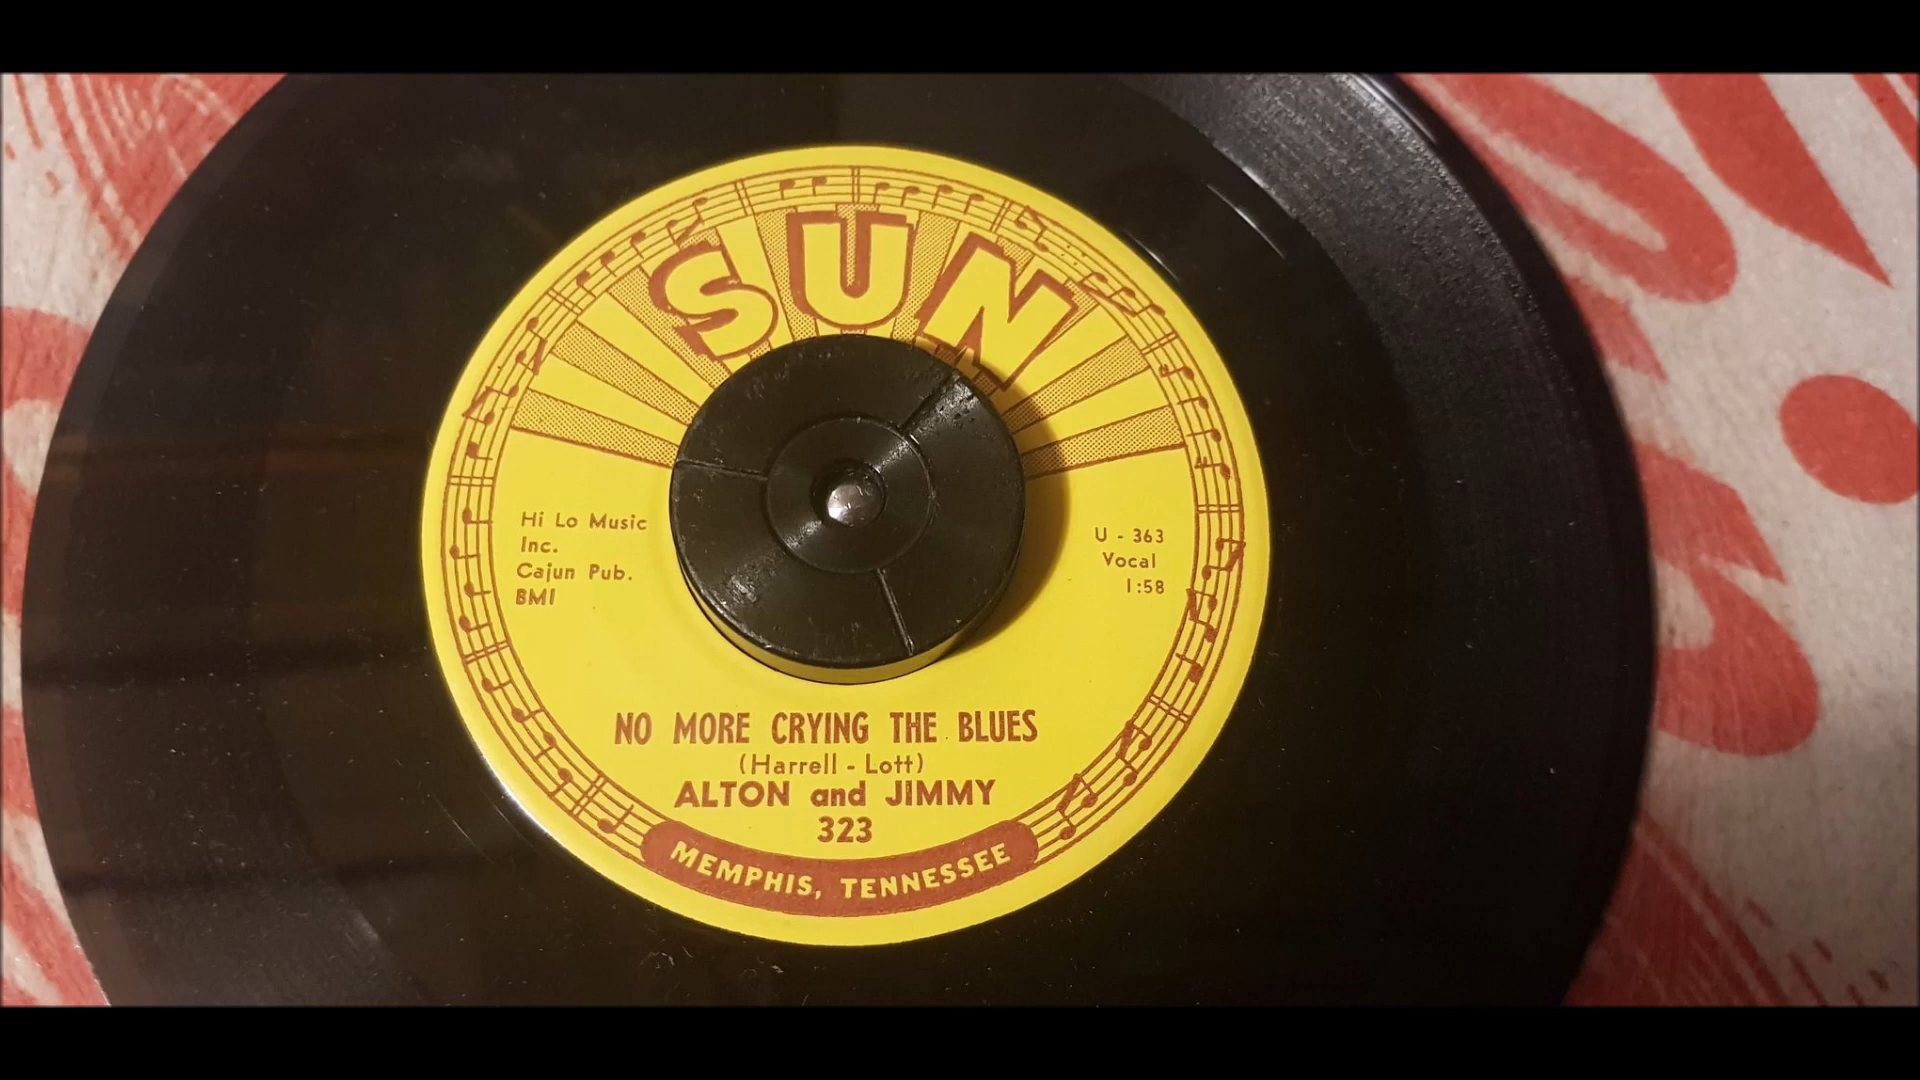 SUN
Hi Lo Music
Inc.
Cajun Pub.
BMI
U - 363
Vocal
1:58
NO MORE CRYING THE BLUES
(Harrell - Lott)
ALTON and JIMMY
323
MEMPHIS, TENNESSEE